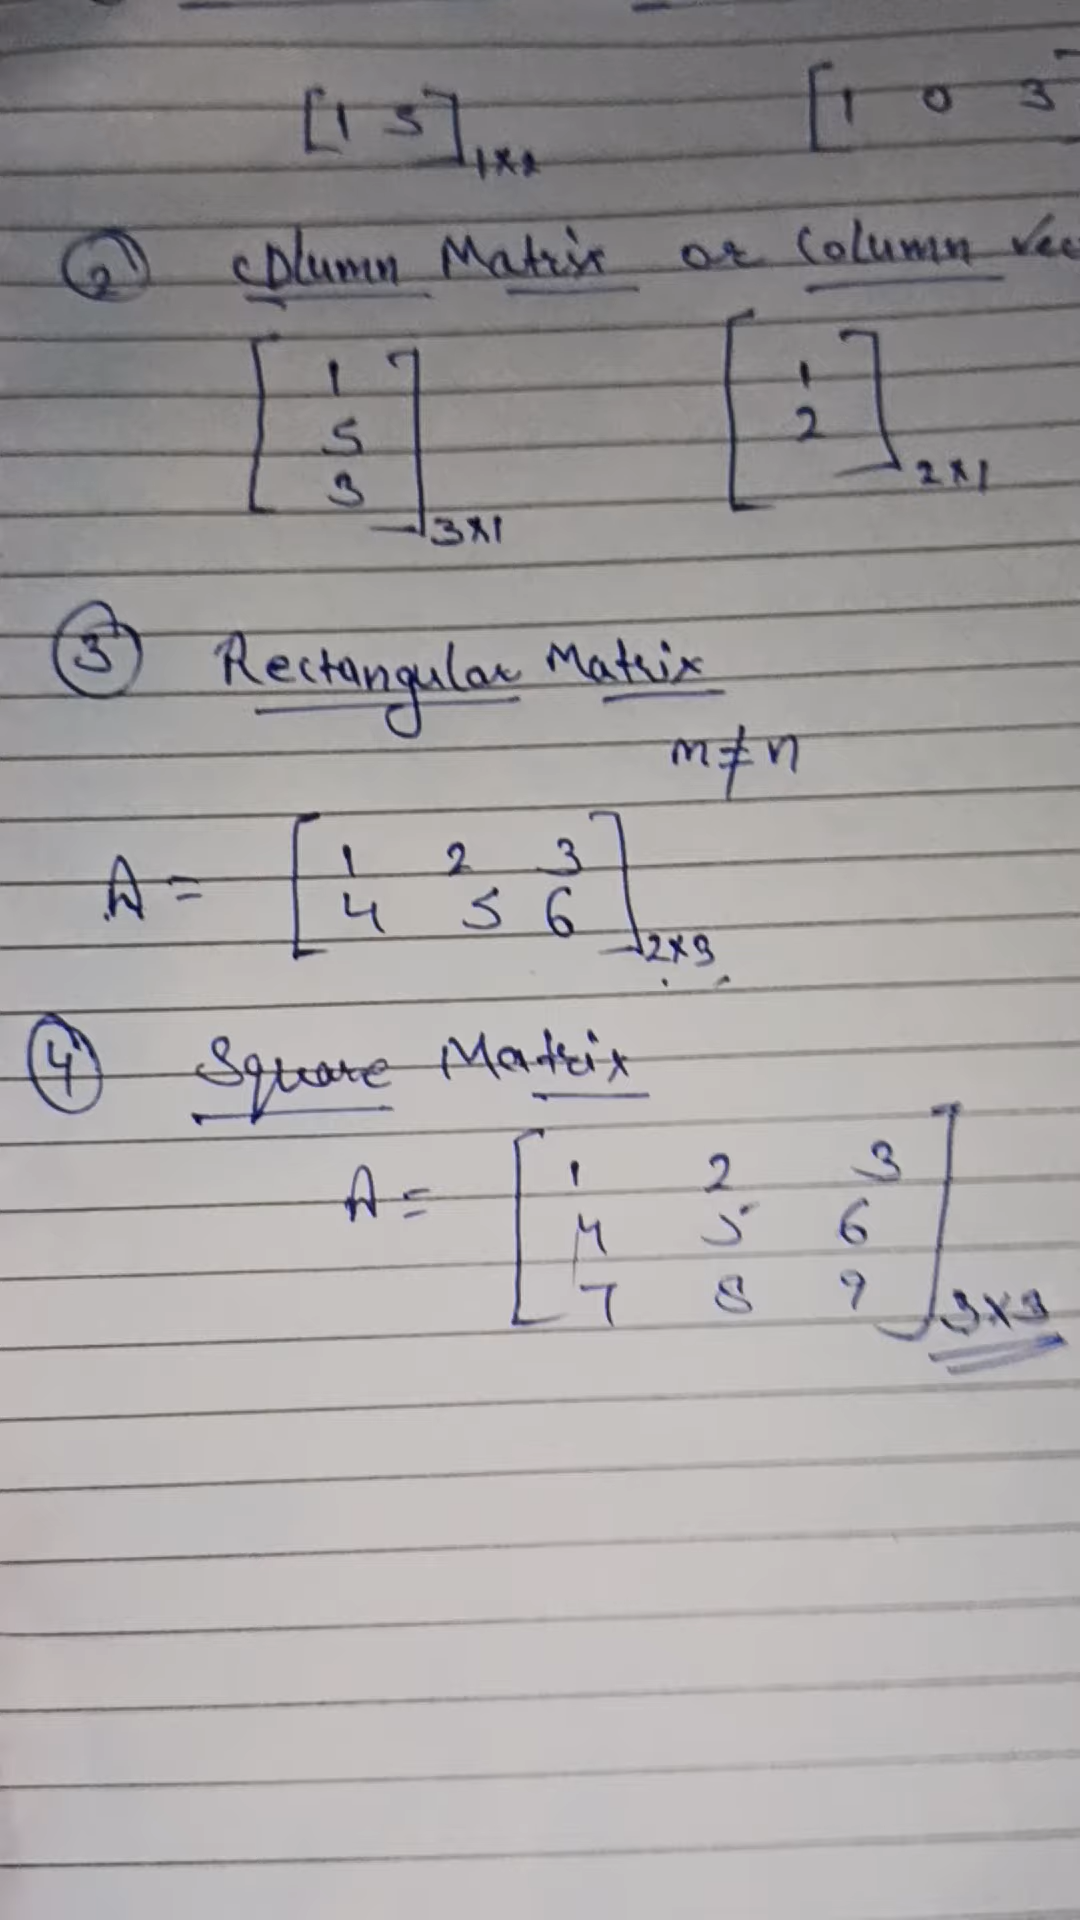 [1 5]1×2 [1 0 3
② Column Matrix or Column Vec
[1 [1
5 2]2×1
3]3×1
③ Rectangular Matrix
m≠n
A = [1 2 3
4 5 6]2×3
④ Square Matrix
A = [1 2 3
4 5 6
7 8 9]3×3